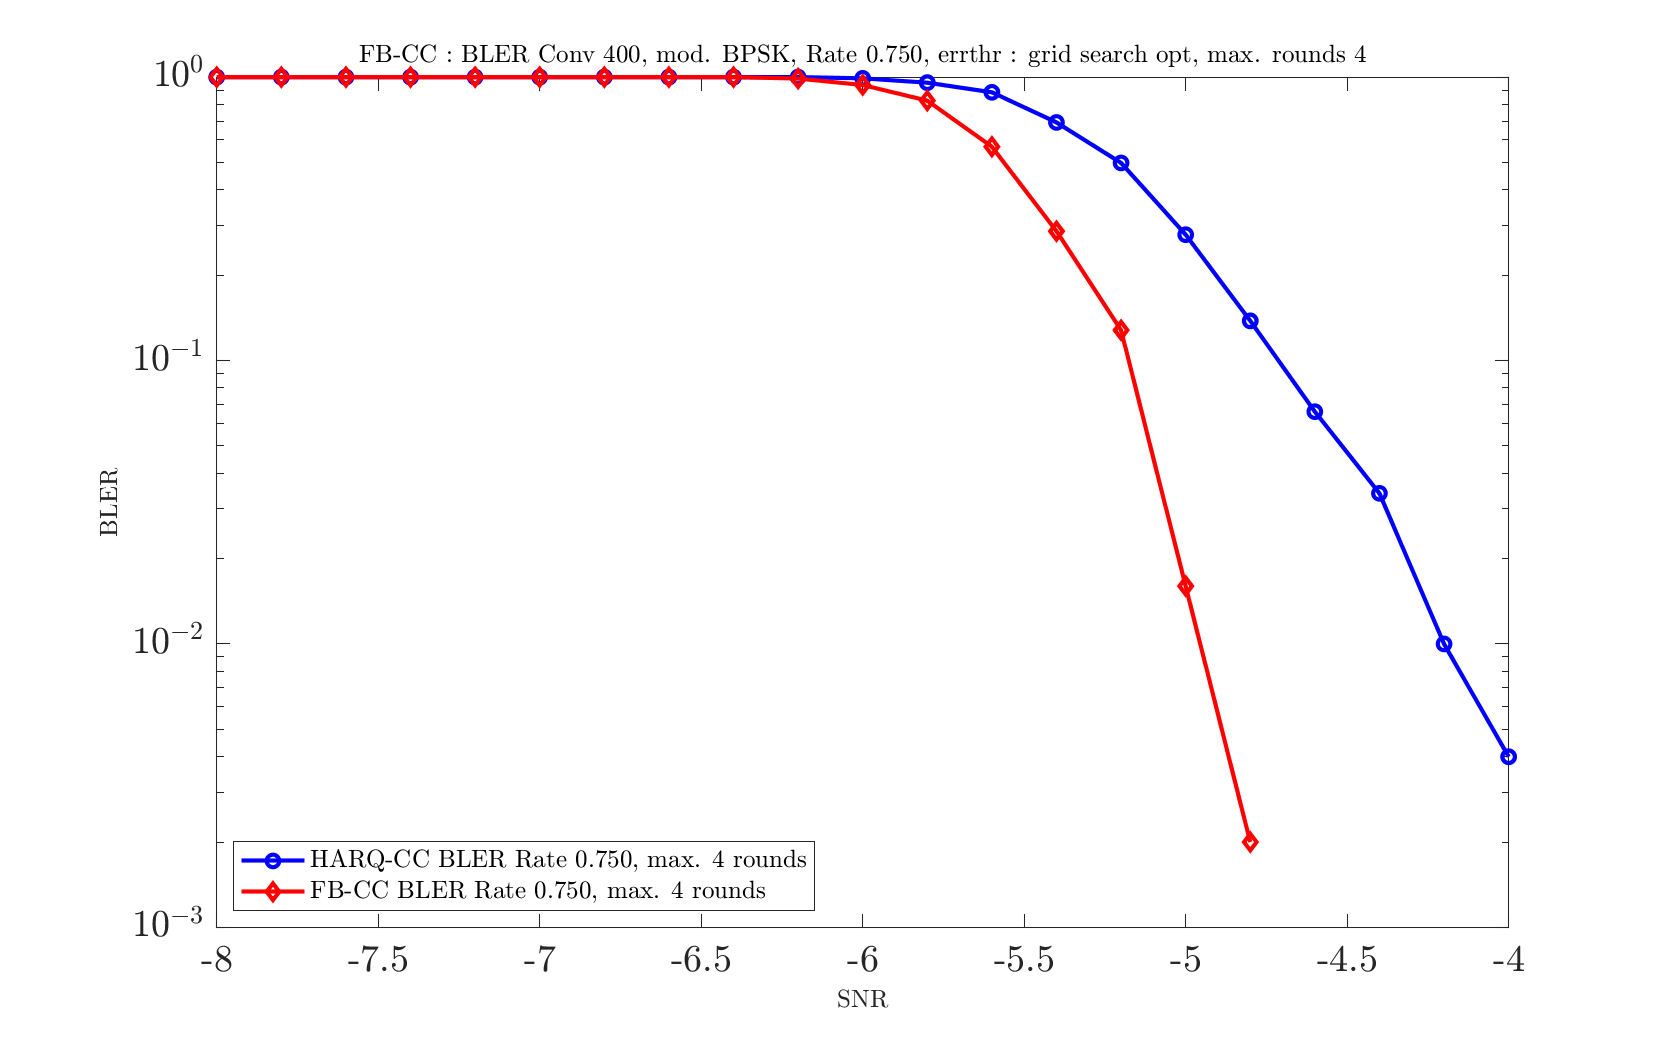 FB-CC : BLER Conv 400, mod. BPSK, Rate 0.750, errthr : grid search opt, max. rounds 4
10^0
10^-1
10^-2
10^-3
BLER
HARQ-CC BLER Rate 0.750, max. 4 rounds
FB-CC BLER Rate 0.750, max. 4 rounds
-8 -7.5 -7 -6.5 -6 -5.5 -5 -4.5 -4
SNR